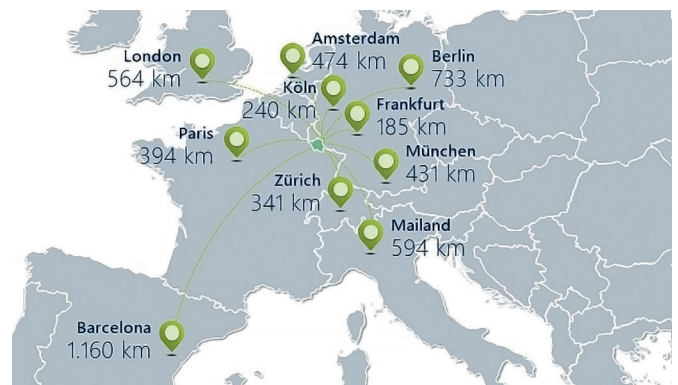 London
564 km
Amsterdam
474 km
Berlin
733 km
Köln
240 km
Frankfurt
185 km
Paris
394 km
München
431 km
Zürich
341 km
Mailand
594 km
Barcelona
1.160 km